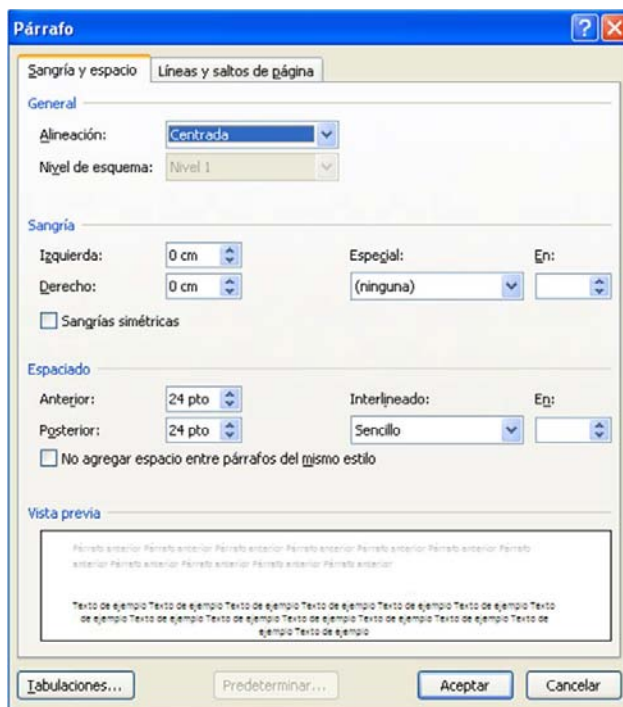 Párrafo
Sangría y espacio Líneas y saltos de página
General
Alineación: Centrada
Nivel de esquema: Nivel 1
Sangría
Izquierda: 0 cm Especial: En:
Derecho: 0 cm (ninguna)
Sangrías simétricas
Espaciado
Anterior: 24 pto Interlineado: En:
Posterior: 24 pto Sencillo
No agregar espacio entre párrafos del mismo estilo
Vista previa
Párrafo anterior Párrafo anterior Párrafo anterior Párrafo anterior Párrafo anterior Párrafo anterior Párrafo
anterior Párrafo anterior Párrafo anterior Párrafo anterior Párrafo anterior
Texto de ejemplo Texto de ejemplo Texto de ejemplo Texto de ejemplo Texto de ejemplo Texto de ejemplo Texto
de ejemplo Texto de ejemplo Texto de ejemplo Texto de ejemplo Texto de ejemplo Texto de ejemplo Texto de
ejemplo Texto de ejemplo
Tabulaciones... Predeterminar... Aceptar Cancelar